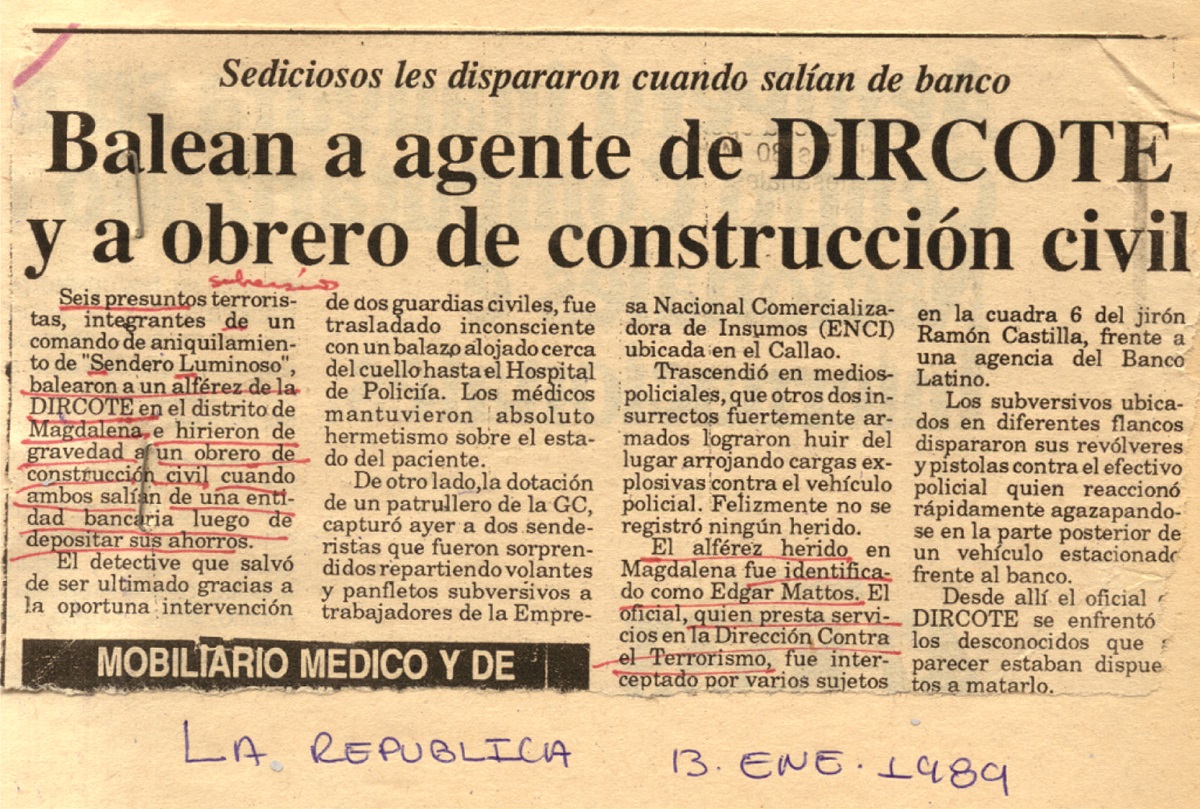 Sediciosos les dispararon cuando salían de banco
Balean a agente de DIRCOTE
y a obrero de construcción civil
subversivo
Seis presuntos terroris-
tas, integrantes de un
comando de aniquilamien-
to de "Sendero Luminoso",
balearon a un alférez de la
DIRCOTE en el distrito de
Magdalena e hirieron de
gravedad a un obrero de
construcción civil cuando
ambos salían de una enti-
dad bancaria luego de
depositar sus ahorros.
El detective que salvó
de ser ultimado gracias a
la oportuna intervención
de dos guardias civiles, fue
trasladado inconsciente
con un balazo alojado cerca
del cuello hasta el Hospital
de Policiía. Los médicos
mantuvieron absoluto
hermetismo sobre el esta-
do del paciente.
De otro lado, la dotación
de un patrullero de la GC,
capturó ayer a dos sende-
ristas que fueron sorpren-
didos repartiendo volantes
y panfletos subversivos a
trabajadores de la Empre-
sa Nacional Comercializa-
dora de Insumos (ENCI)
ubicada en el Callao.
Trascendió en medios-
policiales, que otros dos in-
surrectos fuertemente ar-
mados lograron huir del
lugar arrojando cargas ex-
plosivas contra el vehículo
policial. Felizmente no se
registró ningún herido.
El alférez herido en
Magdalena fue identifica-
do como Edgar Mattos. El
oficial, quien presta servi-
cios en la Dirección Contra
el Terrorismo, fue inter-
ceptado por varios sujetos
en la cuadra 6 del jirón
Ramón Castilla, frente a
una agencia del Banco
Latino.
Los subversivos ubica-
dos en diferentes flancos
dispararon sus revólveres
y pistolas contra el efectivo
policial quien reaccionó
rápidamente agazapando-
se en la parte posterior de
un vehículo estacionado
frente al banco.
Desde allí el oficial
DIRCOTE se enfrentó
los desconocidos que
parecer estaban dispue
tos a matarlo.
MOBILIARIO MEDICO Y DE
LA REPUBLICA 13. ENE. 1989